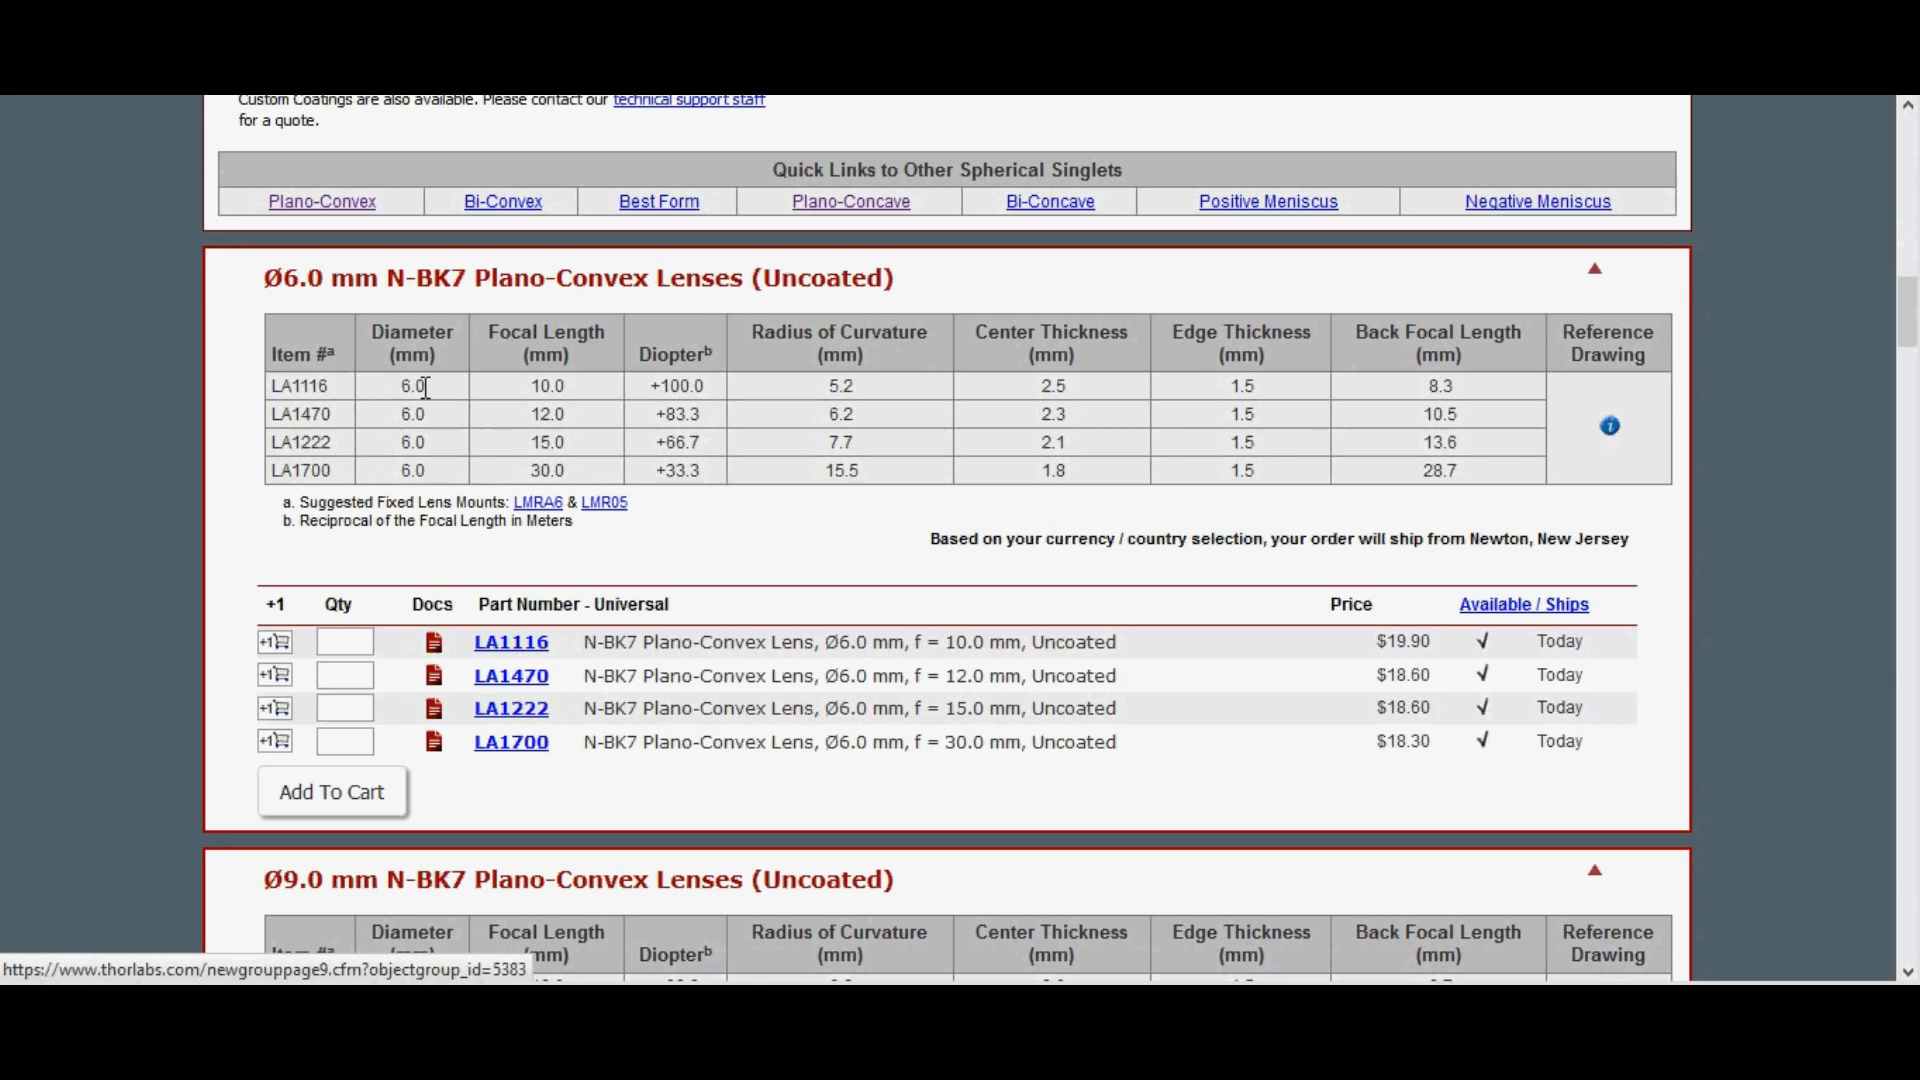 Custom Coatings are also available. Please contact our technical support staff
for a quote.
Quick Links to Other Spherical Singlets
Plano-Convex Bi-Convex Best Form Plano-Concave Bi-Concave Positive Meniscus Negative Meniscus
Ø6.0 mm N-BK7 Plano-Convex Lenses (Uncoated)
Item #a Diameter (mm) Focal Length (mm) Diopterb Radius of Curvature (mm) Center Thickness (mm) Edge Thickness (mm) Back Focal Length (mm) Reference Drawing
LA1116 6.0 10.0 +100.0 5.2 2.5 1.5 8.3
LA1470 6.0 12.0 +83.3 6.2 2.3 1.5 10.5
LA1222 6.0 15.0 +66.7 7.7 2.1 1.5 13.6
LA1700 6.0 30.0 +33.3 15.5 1.8 1.5 28.7
a. Suggested Fixed Lens Mounts: LMRA6 & LMR05
b. Reciprocal of the Focal Length in Meters
Based on your currency / country selection, your order will ship from Newton, New Jersey
+1 Qty Docs Part Number - Universal Price Available / Ships
+1 LA1116 N-BK7 Plano-Convex Lens, Ø6.0 mm, f = 10.0 mm, Uncoated $19.90 √ Today
+1 LA1470 N-BK7 Plano-Convex Lens, Ø6.0 mm, f = 12.0 mm, Uncoated $18.60 √ Today
+1 LA1222 N-BK7 Plano-Convex Lens, Ø6.0 mm, f = 15.0 mm, Uncoated $18.60 √ Today
+1 LA1700 N-BK7 Plano-Convex Lens, Ø6.0 mm, f = 30.0 mm, Uncoated $18.30 √ Today
Add To Cart
Ø9.0 mm N-BK7 Plano-Convex Lenses (Uncoated)
Diameter Focal Length (mm) Diopterb Radius of Curvature (mm) Center Thickness (mm) Edge Thickness (mm) Back Focal Length (mm) Reference Drawing
https://www.thorlabs.com/newgrouppage9.cfm?objectgroup_id=5383